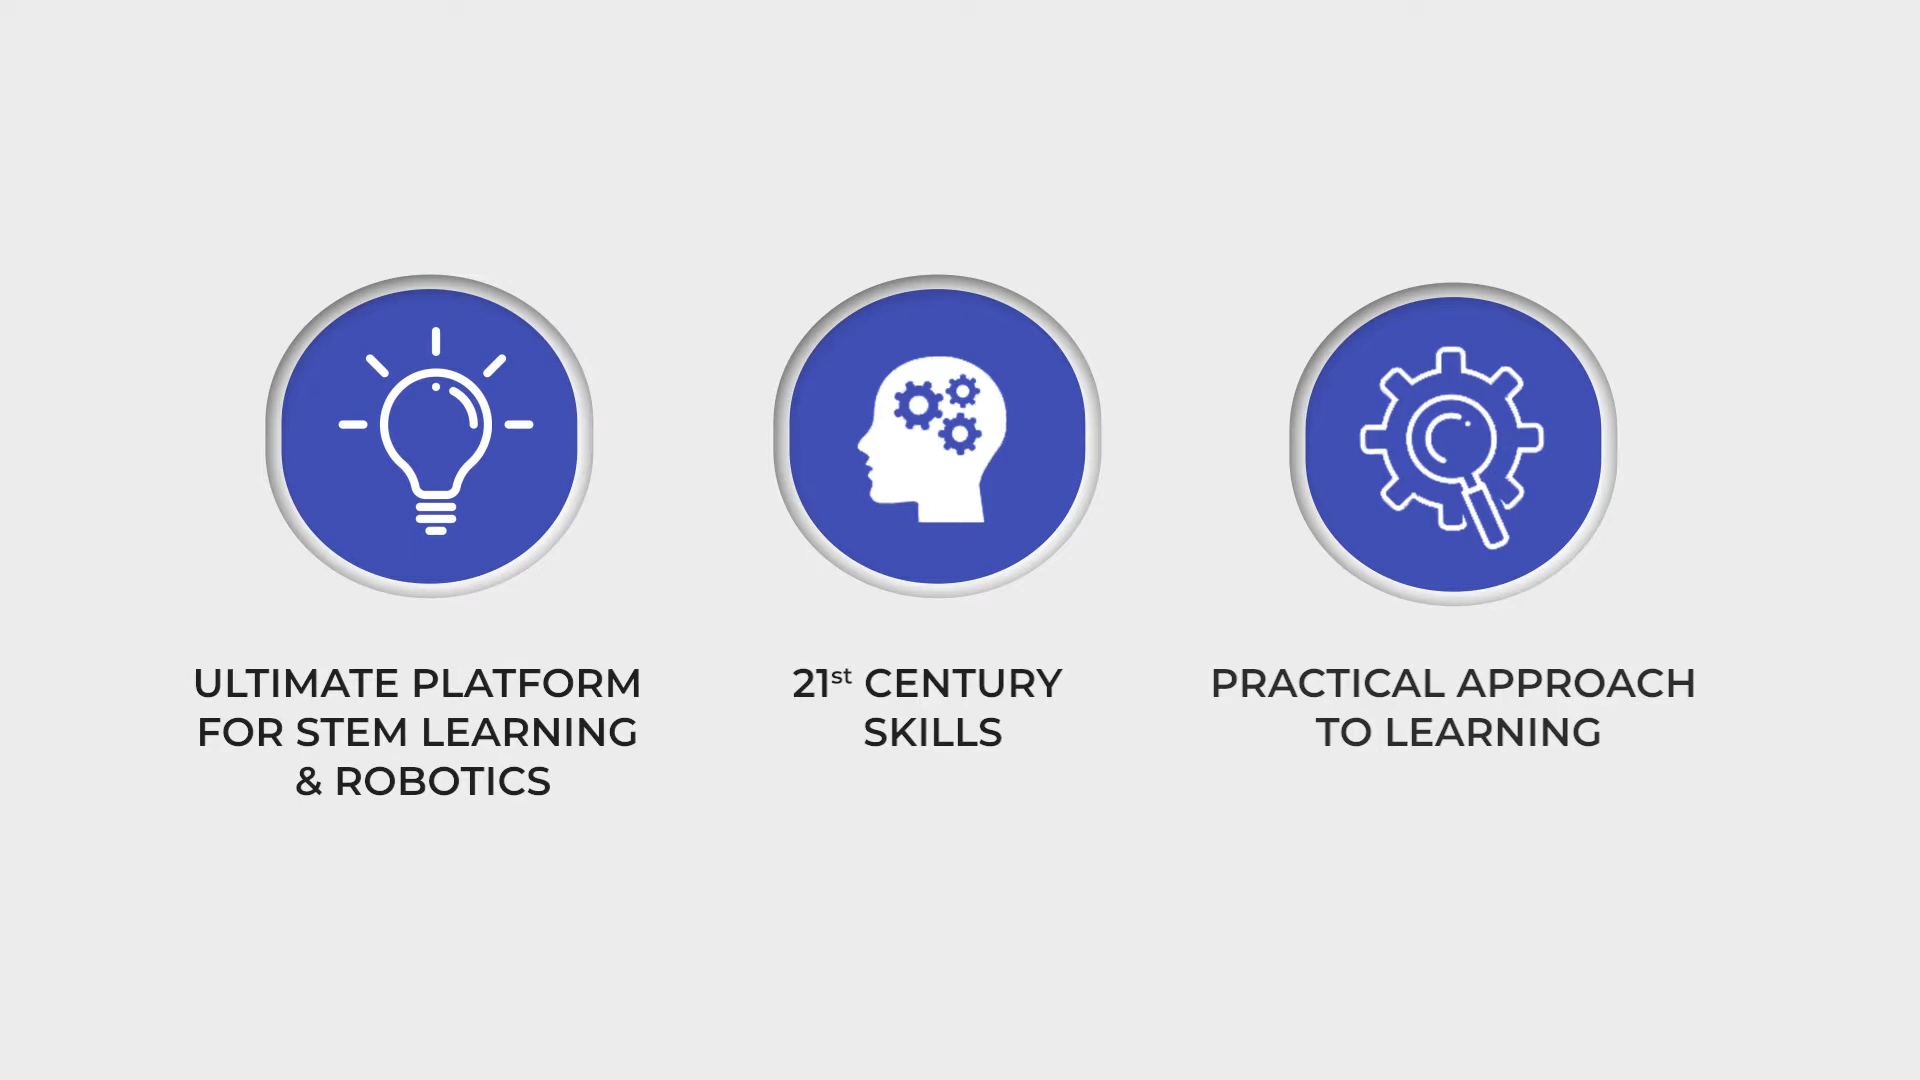 ULTIMATE PLATFORM
FOR STEM LEARNING
& ROBOTICS
21st CENTURY
SKILLS
PRACTICAL APPROACH
TO LEARNING